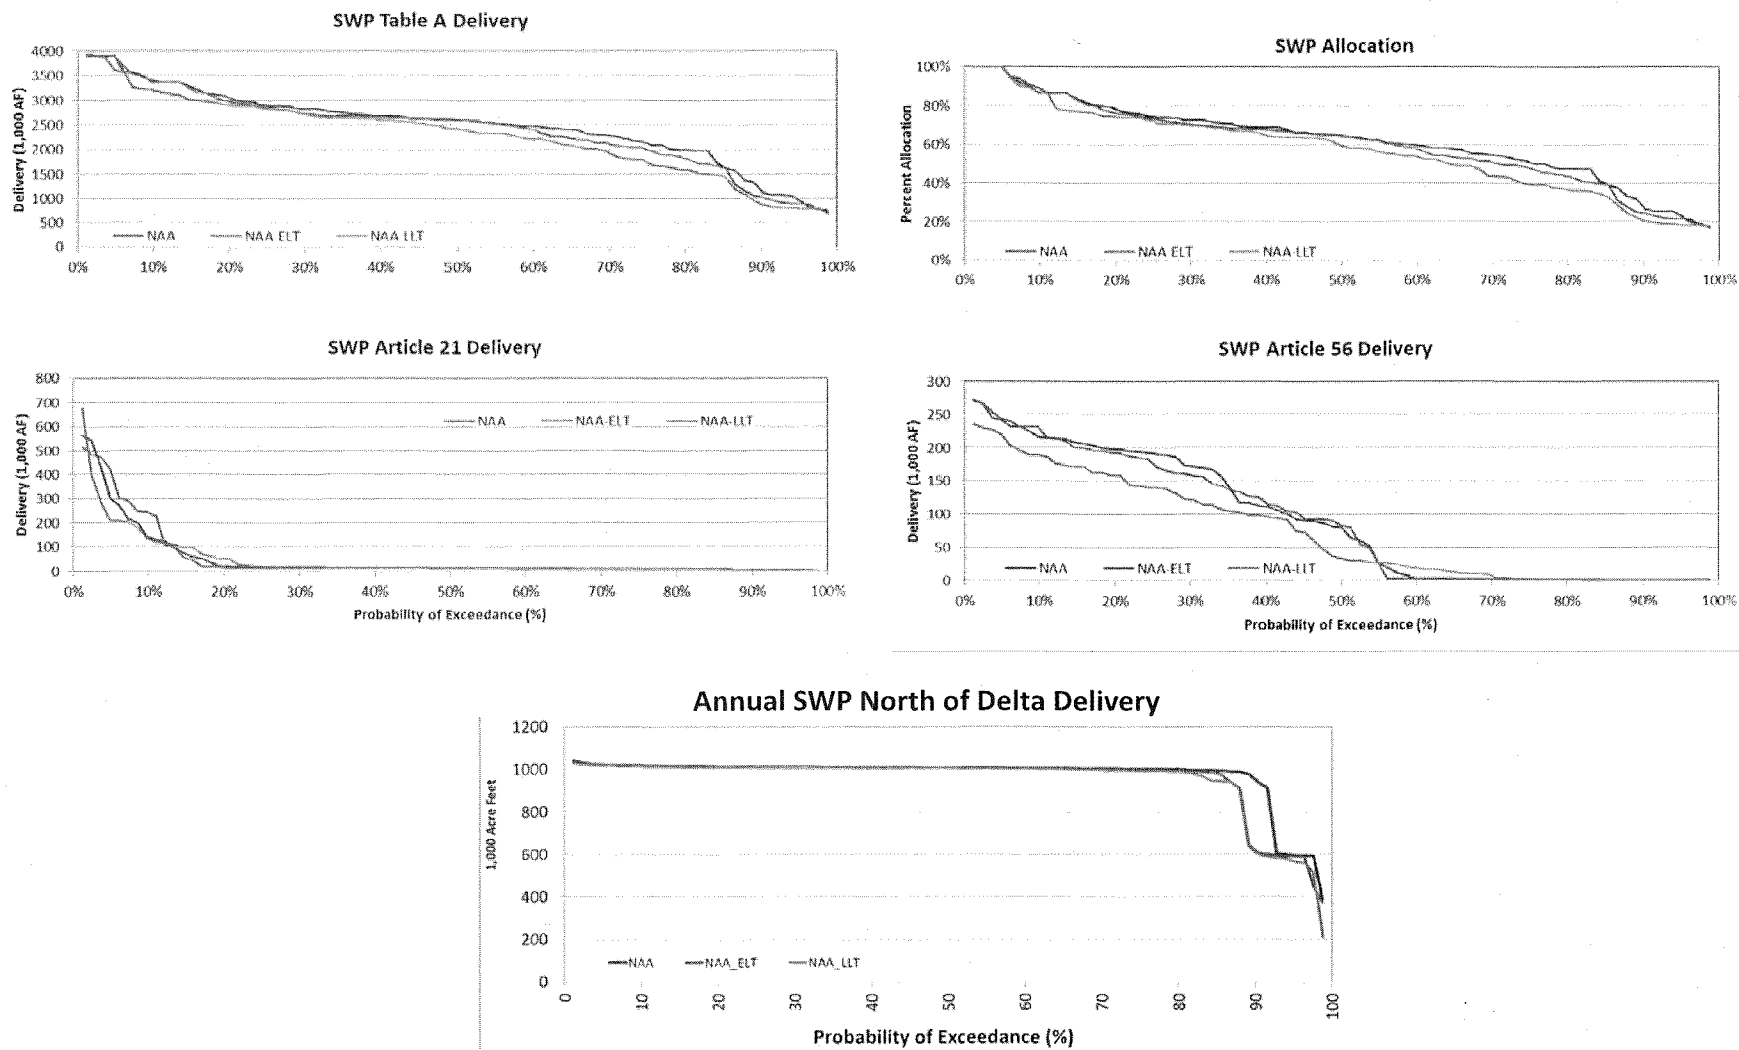 SWP Table A Delivery
Delivery (1,000 AF)
4000
3500
3000
2500
2000
1500
1000
500
0
NAA NAA-ELT NAA-LLT
0% 10% 20% 30% 40% 50% 60% 70% 80% 90% 100%
SWP Allocation
Percent Allocation
100%
80%
60%
40%
20%
0%
NAA NAA-ELT NAA-LLT
0% 10% 20% 30% 40% 50% 60% 70% 80% 90% 100%
SWP Article 21 Delivery
Delivery (1,000 AF)
800
700
600
500
400
300
200
100
0
NAA NAA-ELT NAA-LLT
0% 10% 20% 30% 40% 50% 60% 70% 80% 90% 100%
Probability of Exceedance (%)
SWP Article 56 Delivery
Delivery (1,000 AF)
300
250
200
150
100
50
0
NAA NAA-ELT NAA-LLT
0% 10% 20% 30% 40% 50% 60% 70% 80% 90% 100%
Probability of Exceedance (%)
Annual SWP North of Delta Delivery
1,000 Acre Feet
1200
1000
800
600
400
200
0
NAA NAA_ELT NAA_LLT
0 10 20 30 40 50 60 70 80 90 100
Probability of Exceedance (%)